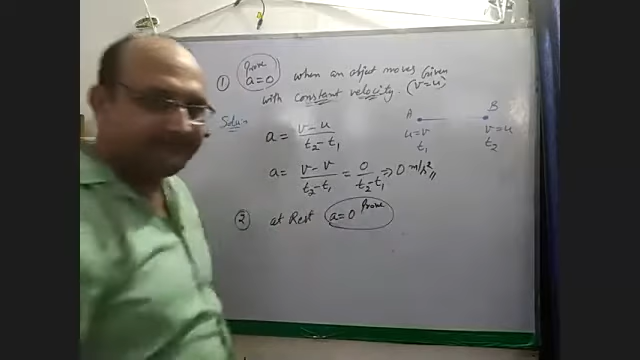 ① Prove a=0 when an object moves Given
with constant velocity. (v=u)
Solu:-
a = v-u / t₂-t₁
a = v-v / t₂-t₁ = 0 / t₂-t₁ ⇒ 0 m/s²
A B
u=v v=u
t₁ t₂
② at Rest a=0 Prove